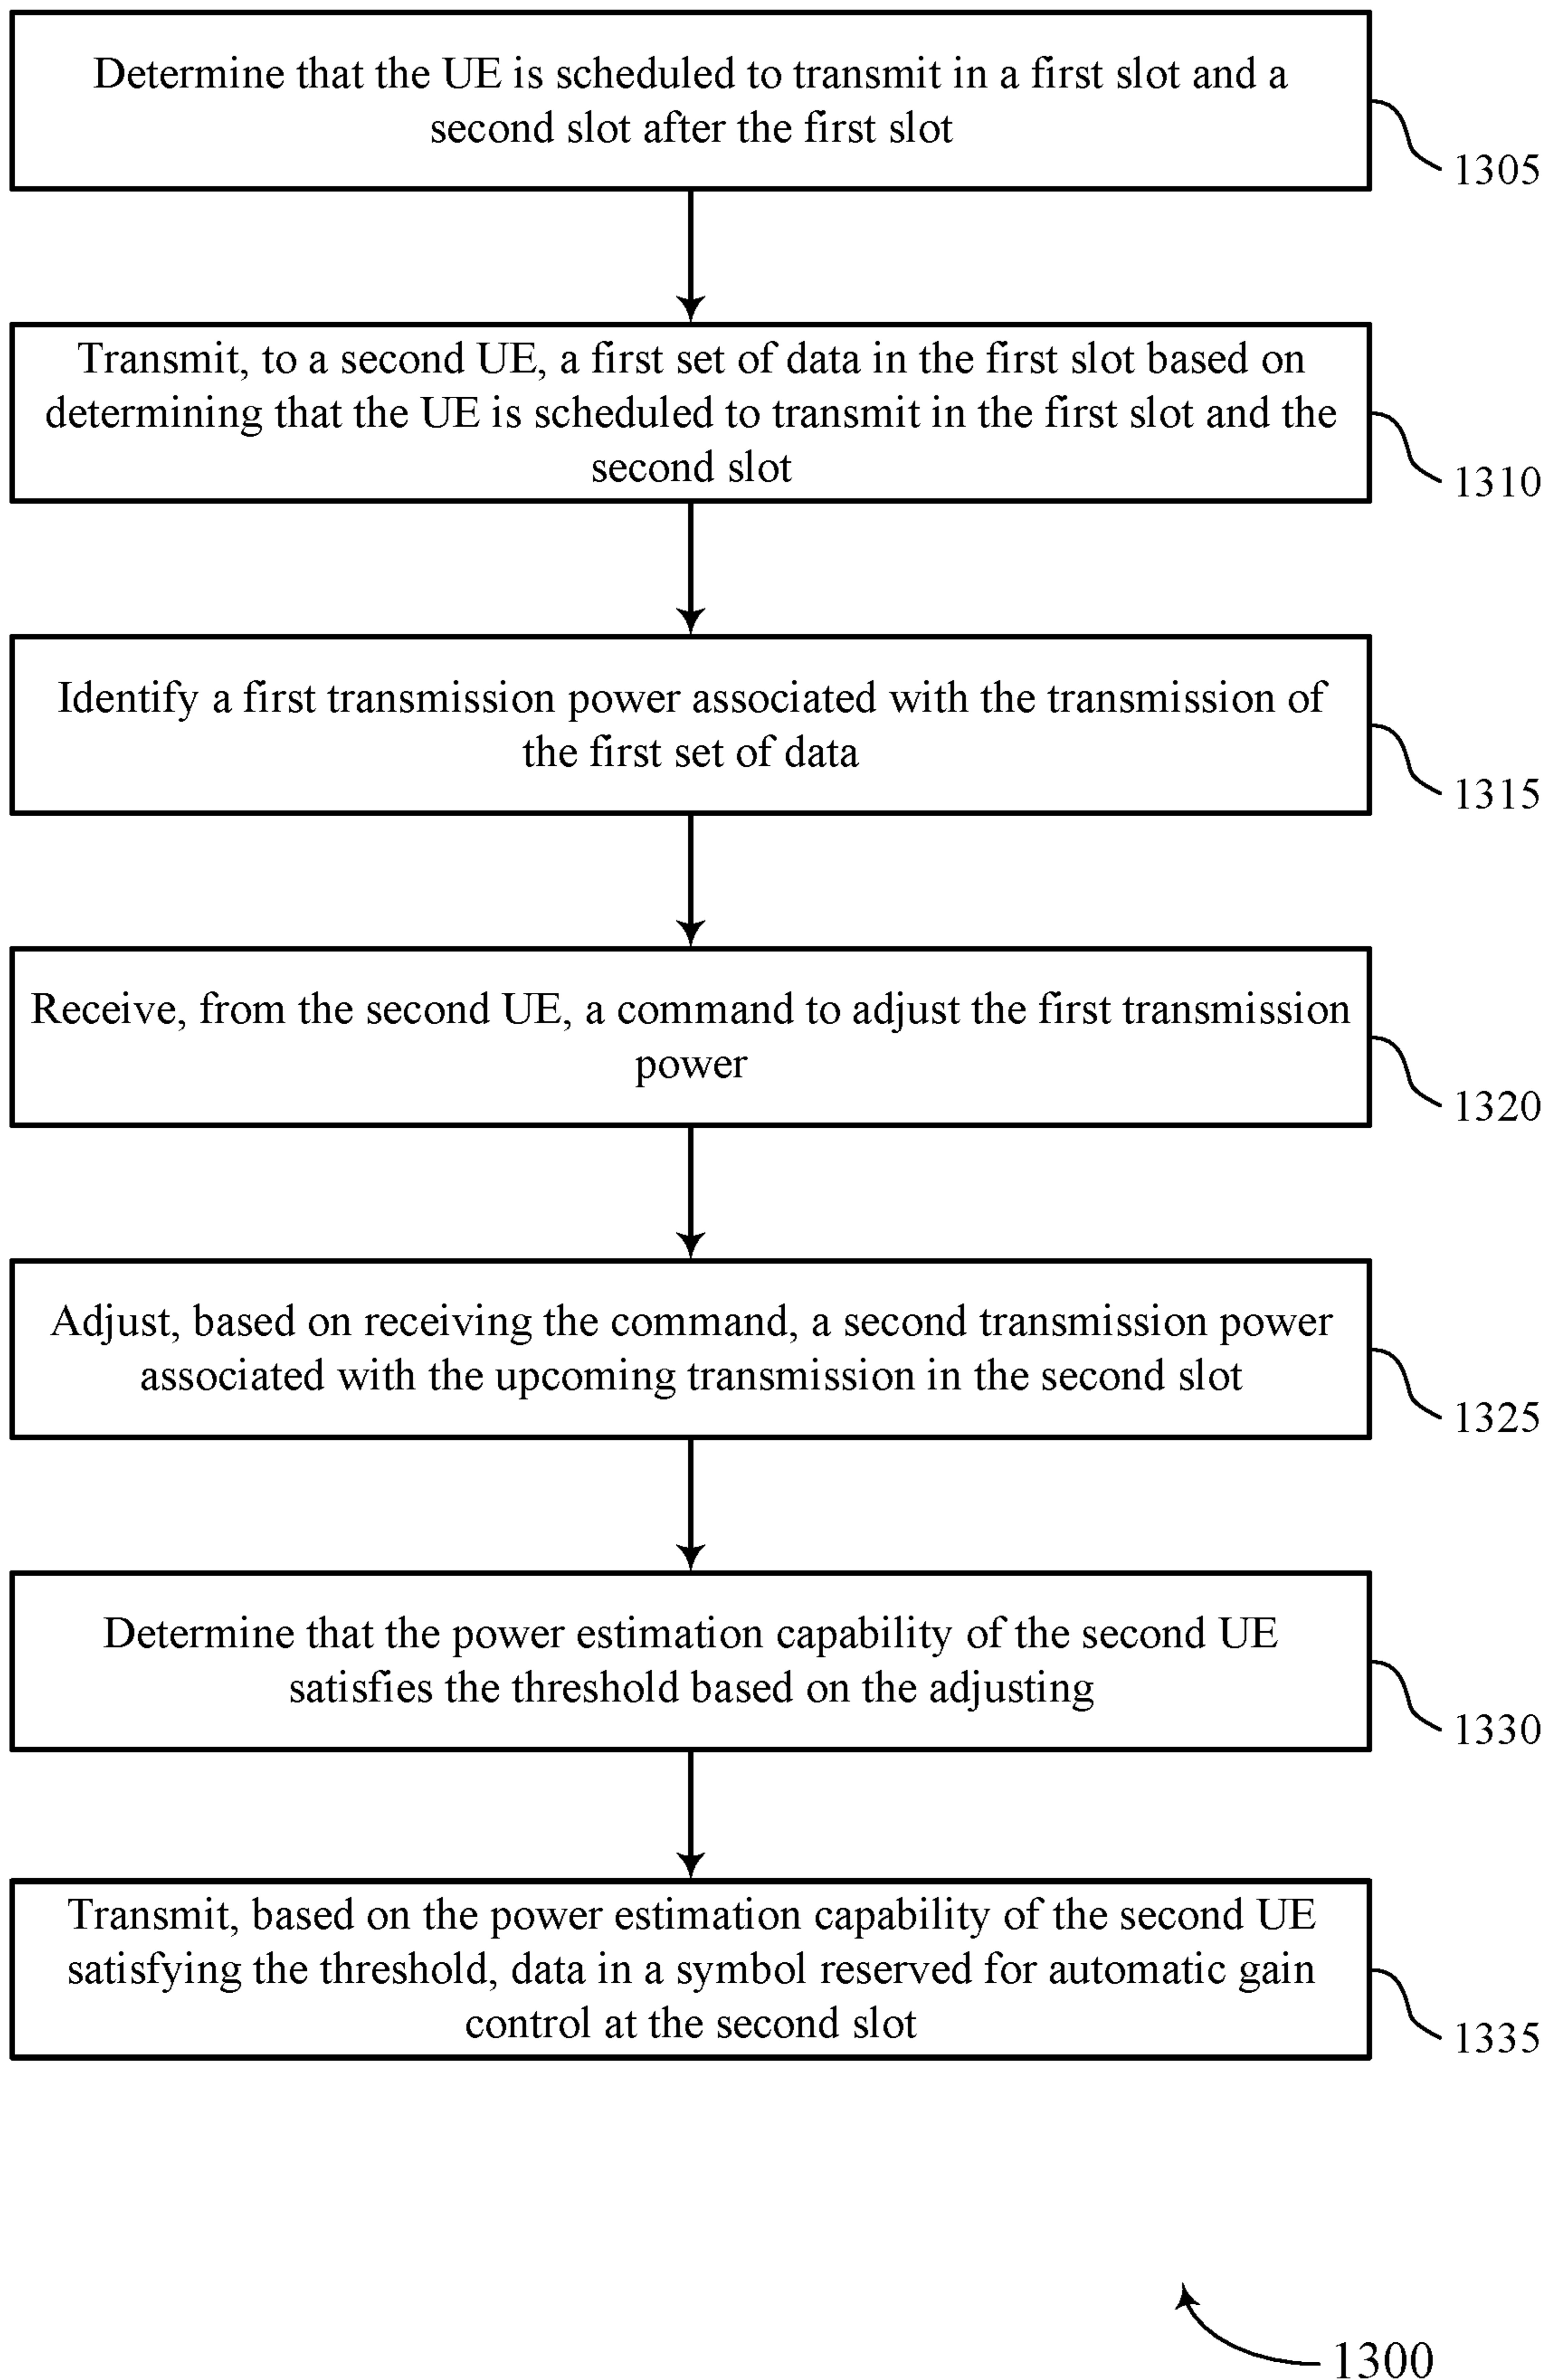 Determine that the UE is scheduled to transmit in a first slot and a
second slot after the first slot
1305
Transmit, to a second UE, a first set of data in the first slot based on
determining that the UE is scheduled to transmit in the first slot and the
second slot
1310
Identify a first transmission power associated with the transmission of
the first set of data
1315
Receive, from the second UE, a command to adjust the first transmission
power
1320
Adjust, based on receiving the command, a second transmission power
associated with the upcoming transmission in the second slot
1325
Determine that the power estimation capability of the second UE
satisfies the threshold based on the adjusting
1330
Transmit, based on the power estimation capability of the second UE
satisfying the threshold, data in a symbol reserved for automatic gain
control at the second slot
1335
1300